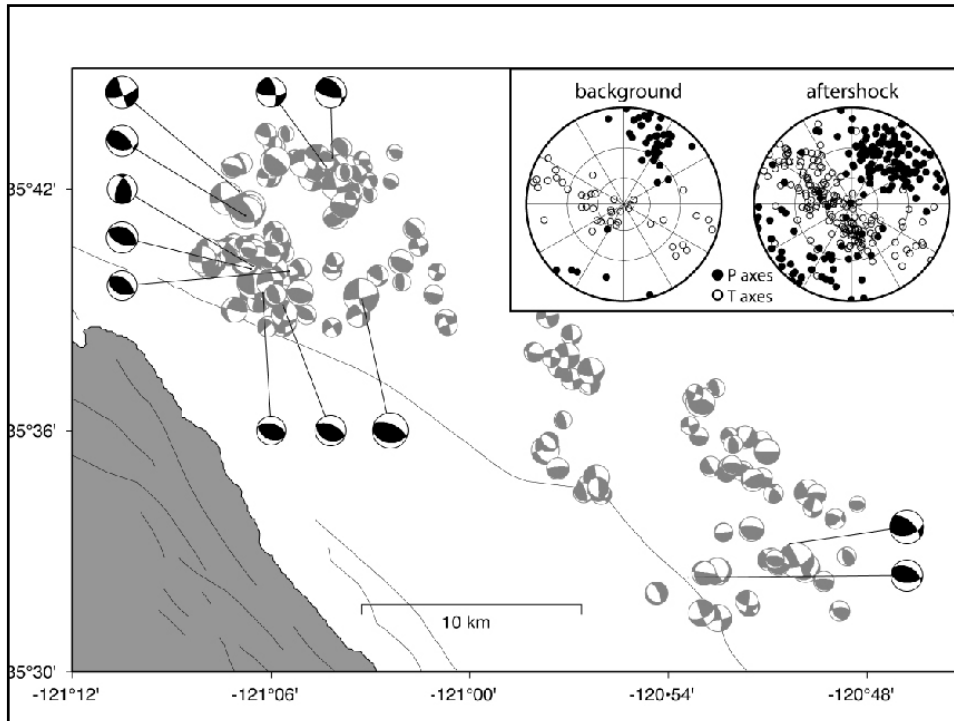 background aftershock
P axes
T axes
35°42'
35°36'
35°30'
10 km
-121°12' -121°06' -121°00' -120°54' -120°48'